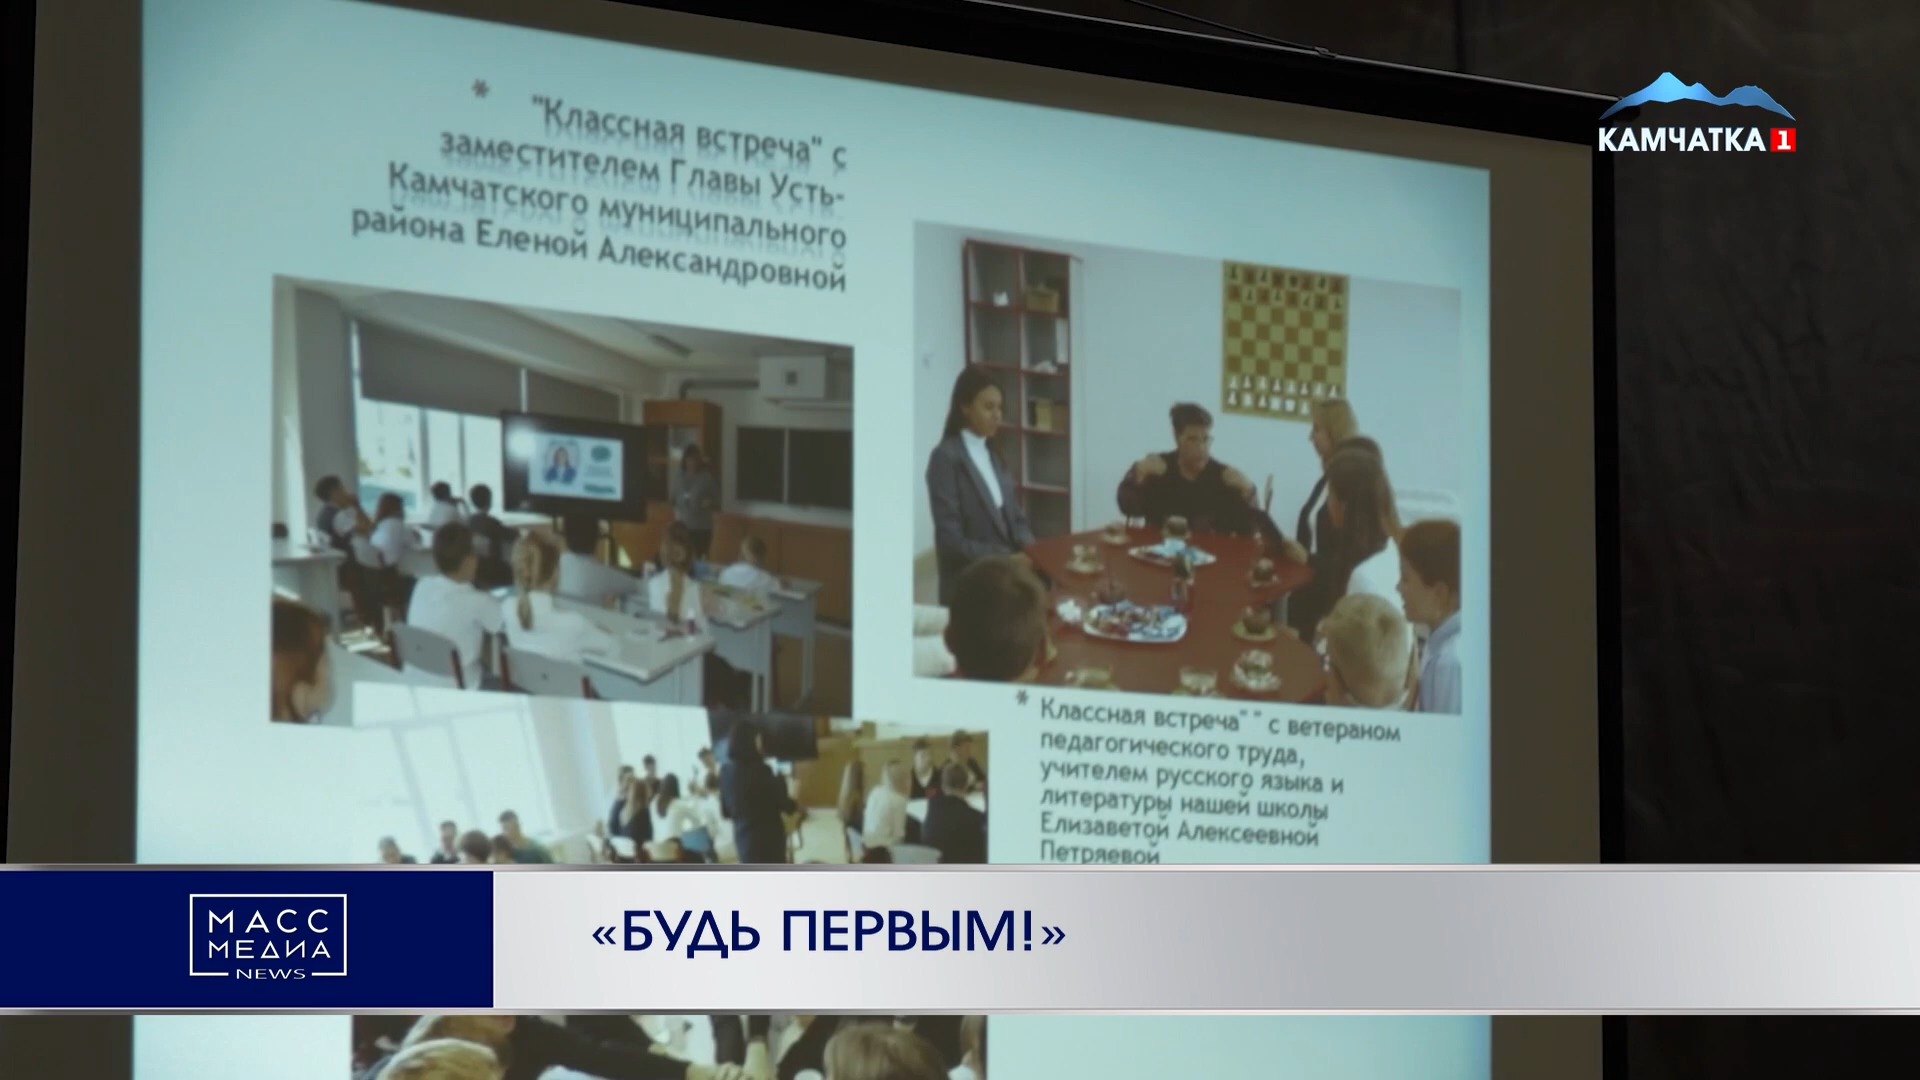 * "Классная встреча" с
заместителем Главы Усть-
Камчатского муниципального
района Еленой Александровной
КАМЧАТКА 1
* Классная встреча" " с ветераном
педагогического труда,
учителем русского языка и
литературы нашей школы
Елизаветой Алексеевной
Петряевой
МАСС
МЕДИА
NEWS
«БУДЬ ПЕРВЫМ!»